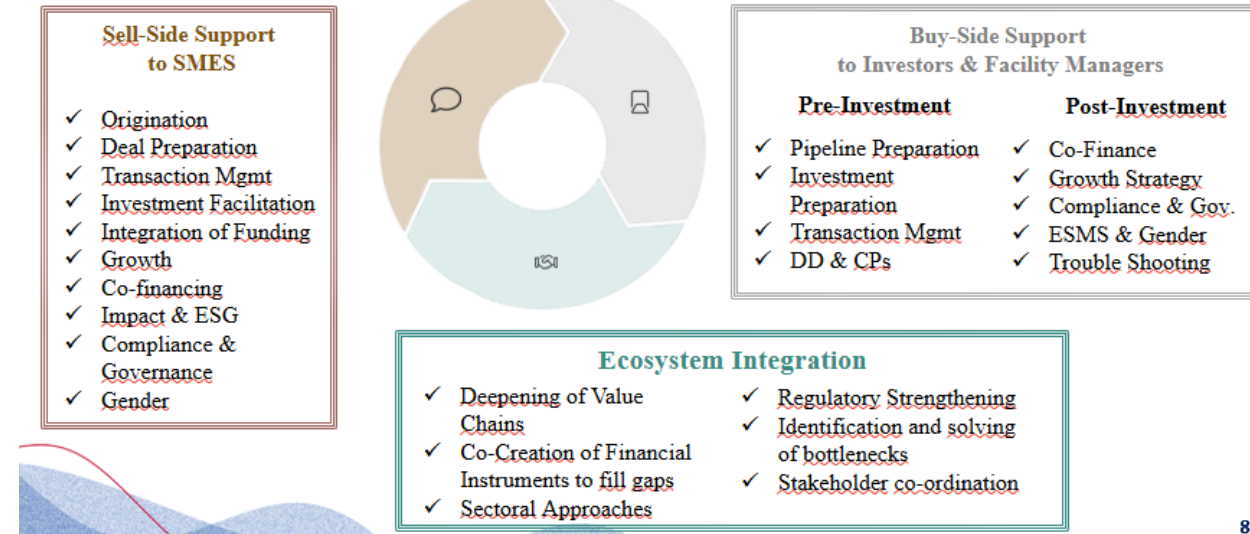 Sell-Side Support
to SMES
Origination
Deal Preparation
Transaction Mgmt
Investment Facilitation
Integration of Funding
Growth
Co-financing
Impact & ESG
Compliance &
Governance
Gender
Buy-Side Support
to Investors & Facility Managers
Pre-Investment
Pipeline Preparation
Investment
Preparation
Transaction Mgmt
DD & CPs
Post-Investment
Co-Finance
Growth Strategy
Compliance & Gov.
ESMS & Gender
Trouble Shooting
Ecosystem Integration
Deepening of Value
Chains
Co-Creation of Financial
Instruments to fill gaps
Sectoral Approaches
Regulatory Strengthening
Identification and solving
of bottlenecks
Stakeholder co-ordination
8